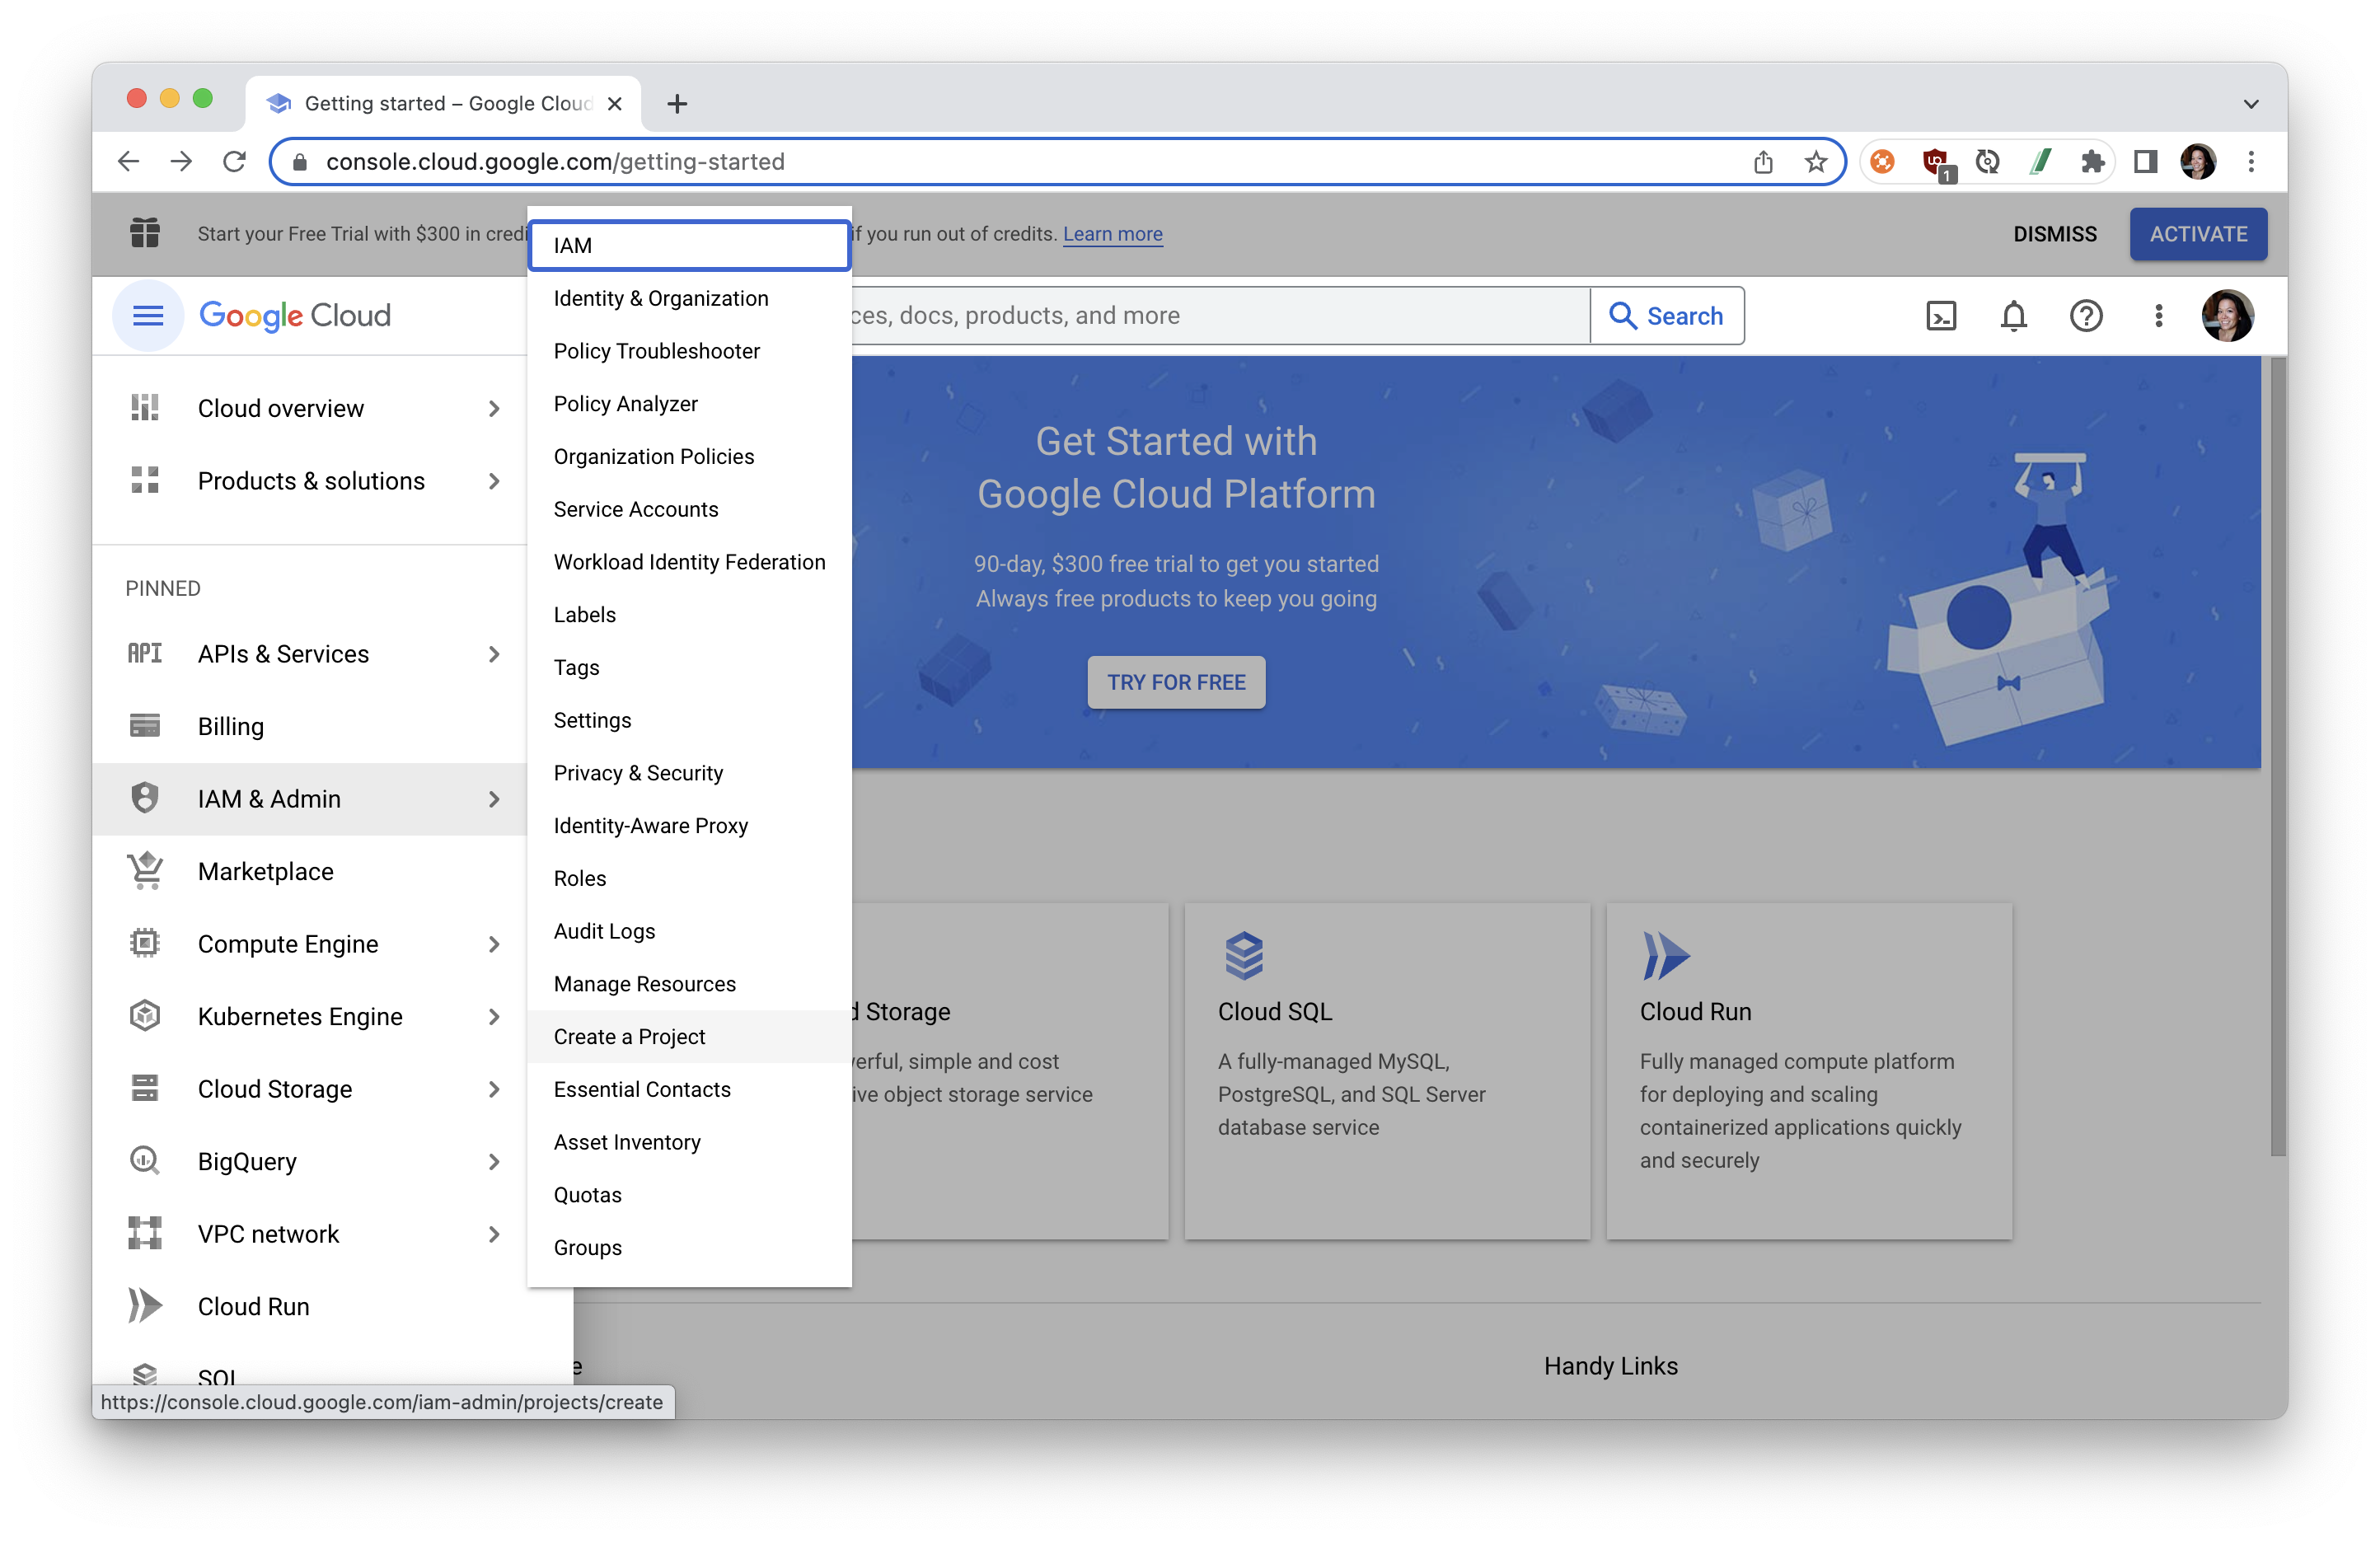 Getting started – Google Cloud
console.cloud.google.com/getting-started
1
Start your Free Trial with $300 in credi
if you run out of credits. Learn more
DISMISS
ACTIVATE
Google Cloud
ces, docs, products, and more
Search
Cloud overview
Products & solutions
PINNED
API
APIs & Services
Billing
IAM & Admin
Marketplace
Compute Engine
Kubernetes Engine
Cloud Storage
BigQuery
VPC network
Cloud Run
SQL
https://console.cloud.google.com/iam-admin/projects/create
IAM
Identity & Organization
Policy Troubleshooter
Policy Analyzer
Organization Policies
Service Accounts
Workload Identity Federation
Labels
Tags
Settings
Privacy & Security
Identity-Aware Proxy
Roles
Audit Logs
Manage Resources
Create a Project
Essential Contacts
Asset Inventory
Quotas
Groups
Get Started with
Google Cloud Platform
90-day, $300 free trial to get you started
Always free products to keep you going
TRY FOR FREE
d Storage
erful, simple and cost
ive object storage service
Cloud SQL
A fully-managed MySQL,
PostgreSQL, and SQL Server
database service
Cloud Run
Fully managed compute platform
for deploying and scaling
containerized applications quickly
and securely
e
Handy Links